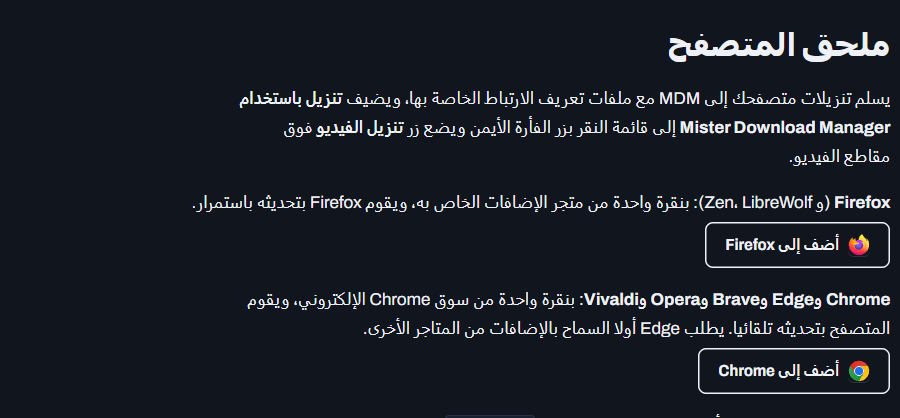 ملحق المتصفح
يسلم تنزيلات متصفحك إلى MDM مع ملفات تعريف الارتباط الخاصة بها، ويضيف تنزيل باستخدام
Mister Download Manager إلى قائمة النقر بزر الفأرة الأيمن ويضع زر تنزيل الفيديو فوق
مقاطع الفيديو.
Firefox (و Zen، LibreWolf): بنقرة واحدة من متجر الإضافات الخاص به، ويقوم Firefox بتحديثه باستمرار.
أضف إلى Firefox
Chrome وEdge وBrave وOpera وVivaldi: بنقرة واحدة من سوق Chrome الإلكتروني، ويقوم
المتصفح بتحديثه تلقائيا. يطلب Edge أولا السماح بالإضافات من المتاجر الأخرى.
أضف إلى Chrome